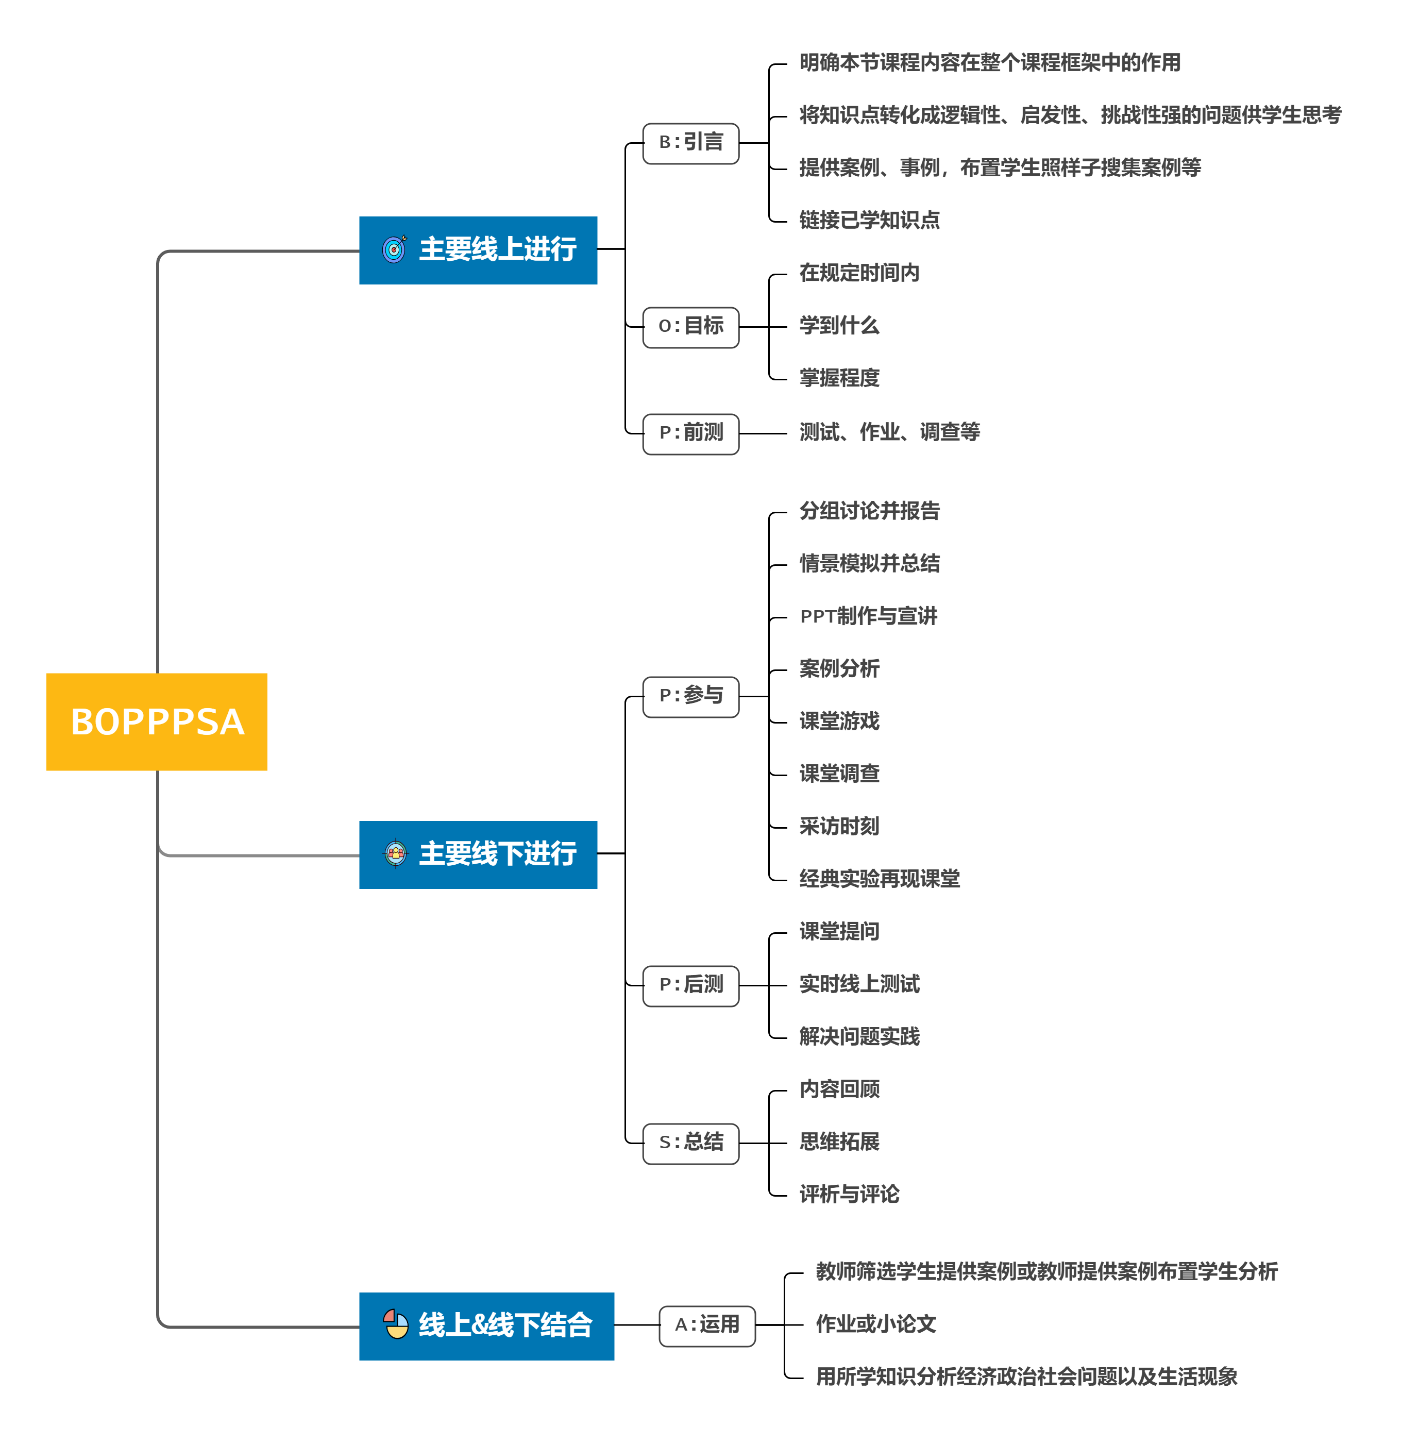 BOPPPSA
主要线上进行
B:引言
明确本节课程内容在整个课程框架中的作用
将知识点转化成逻辑性、启发性、挑战性强的问题供学生思考
提供案例、事例，布置学生照样子搜集案例等
链接已学知识点
O:目标
在规定时间内
学到什么
掌握程度
P:前测
测试、作业、调查等
主要线下进行
P:参与
分组讨论并报告
情景模拟并总结
PPT制作与宣讲
案例分析
课堂游戏
课堂调查
采访时刻
经典实验再现课堂
P:后测
课堂提问
实时线上测试
解决问题实践
S:总结
内容回顾
思维拓展
评析与评论
线上&线下结合
A:运用
教师筛选学生提供案例或教师提供案例布置学生分析
作业或小论文
用所学知识分析经济政治社会问题以及生活现象